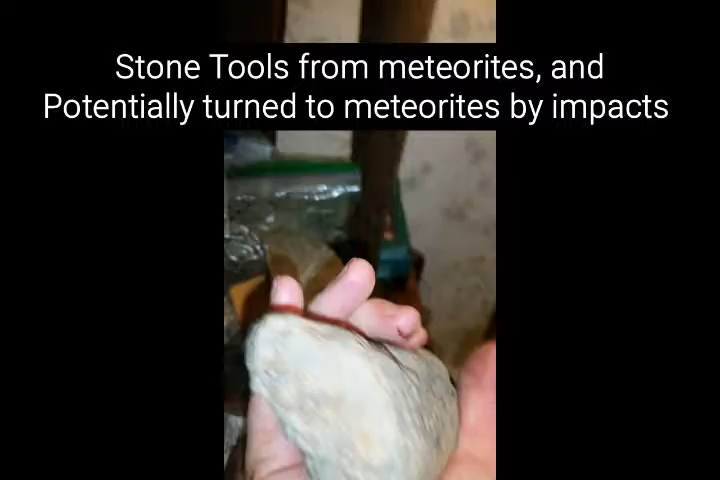 Stone Tools from meteorites, and
Potentially turned to meteorites by impacts